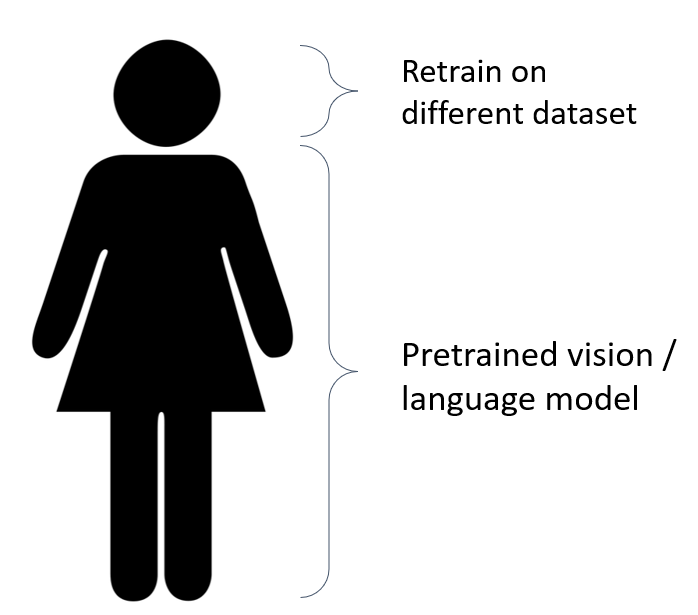 Retrain on
different dataset
Pretrained vision /
language model